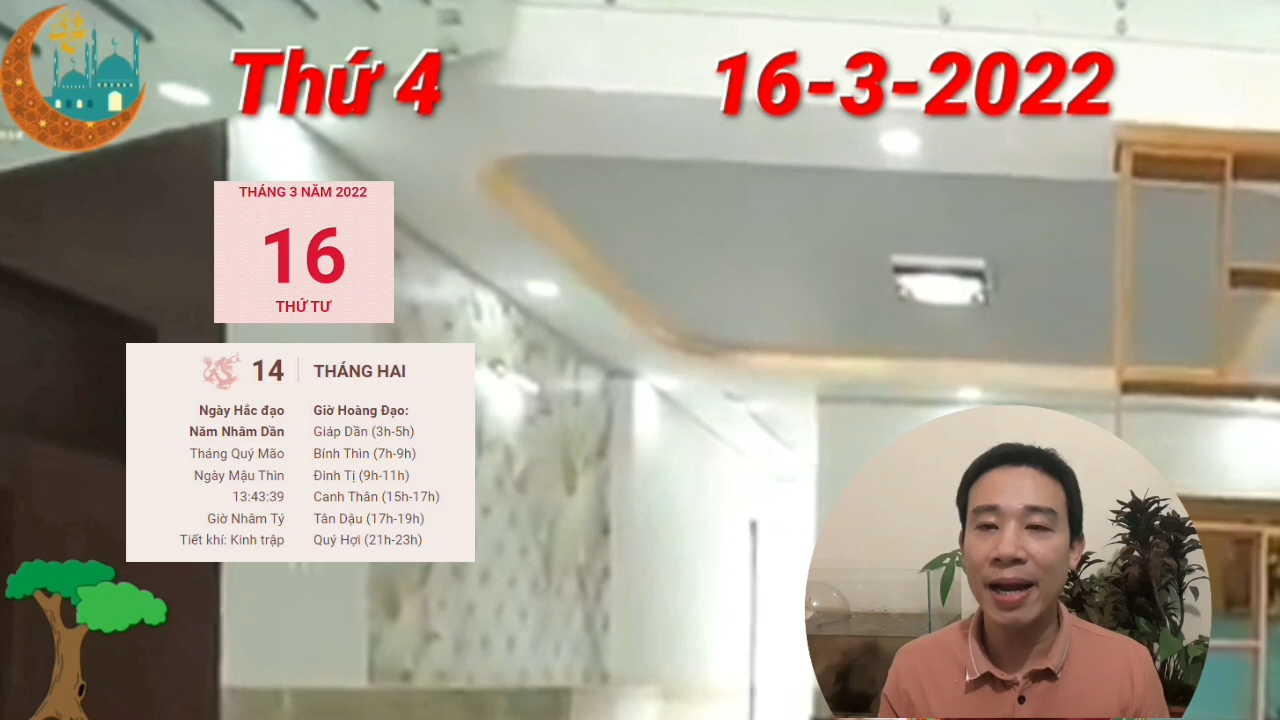 Thứ 4
16-3-2022
THÁNG 3 NĂM 2022
16
THỨ TƯ
14
THÁNG HAI
Ngày Hắc đạo
Năm Nhâm Dần
Tháng Quý Mão
Ngày Mậu Thìn
13:43:39
Giờ Nhâm Tý
Tiết khí: Kinh trập
Giờ Hoàng Đạo:
Giáp Dần (3h-5h)
Bính Thìn (7h-9h)
Đinh Tị (9h-11h)
Canh Thân (15h-17h)
Tân Dậu (17h-19h)
Quý Hợi (21h-23h)